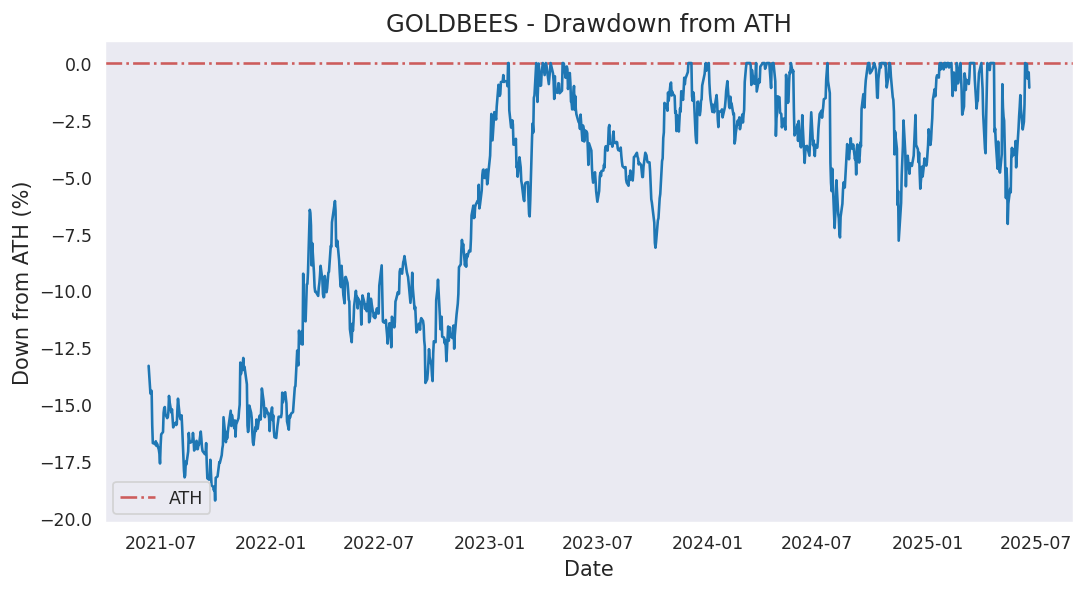 GOLDBEES - Drawdown from ATH
Down from ATH (%)
0.0
−2.5
−5.0
−7.5
−10.0
−12.5
−15.0
−17.5
−20.0
ATH
2021-07 2022-01 2022-07 2023-01 2023-07 2024-01 2024-07 2025-01 2025-07
Date